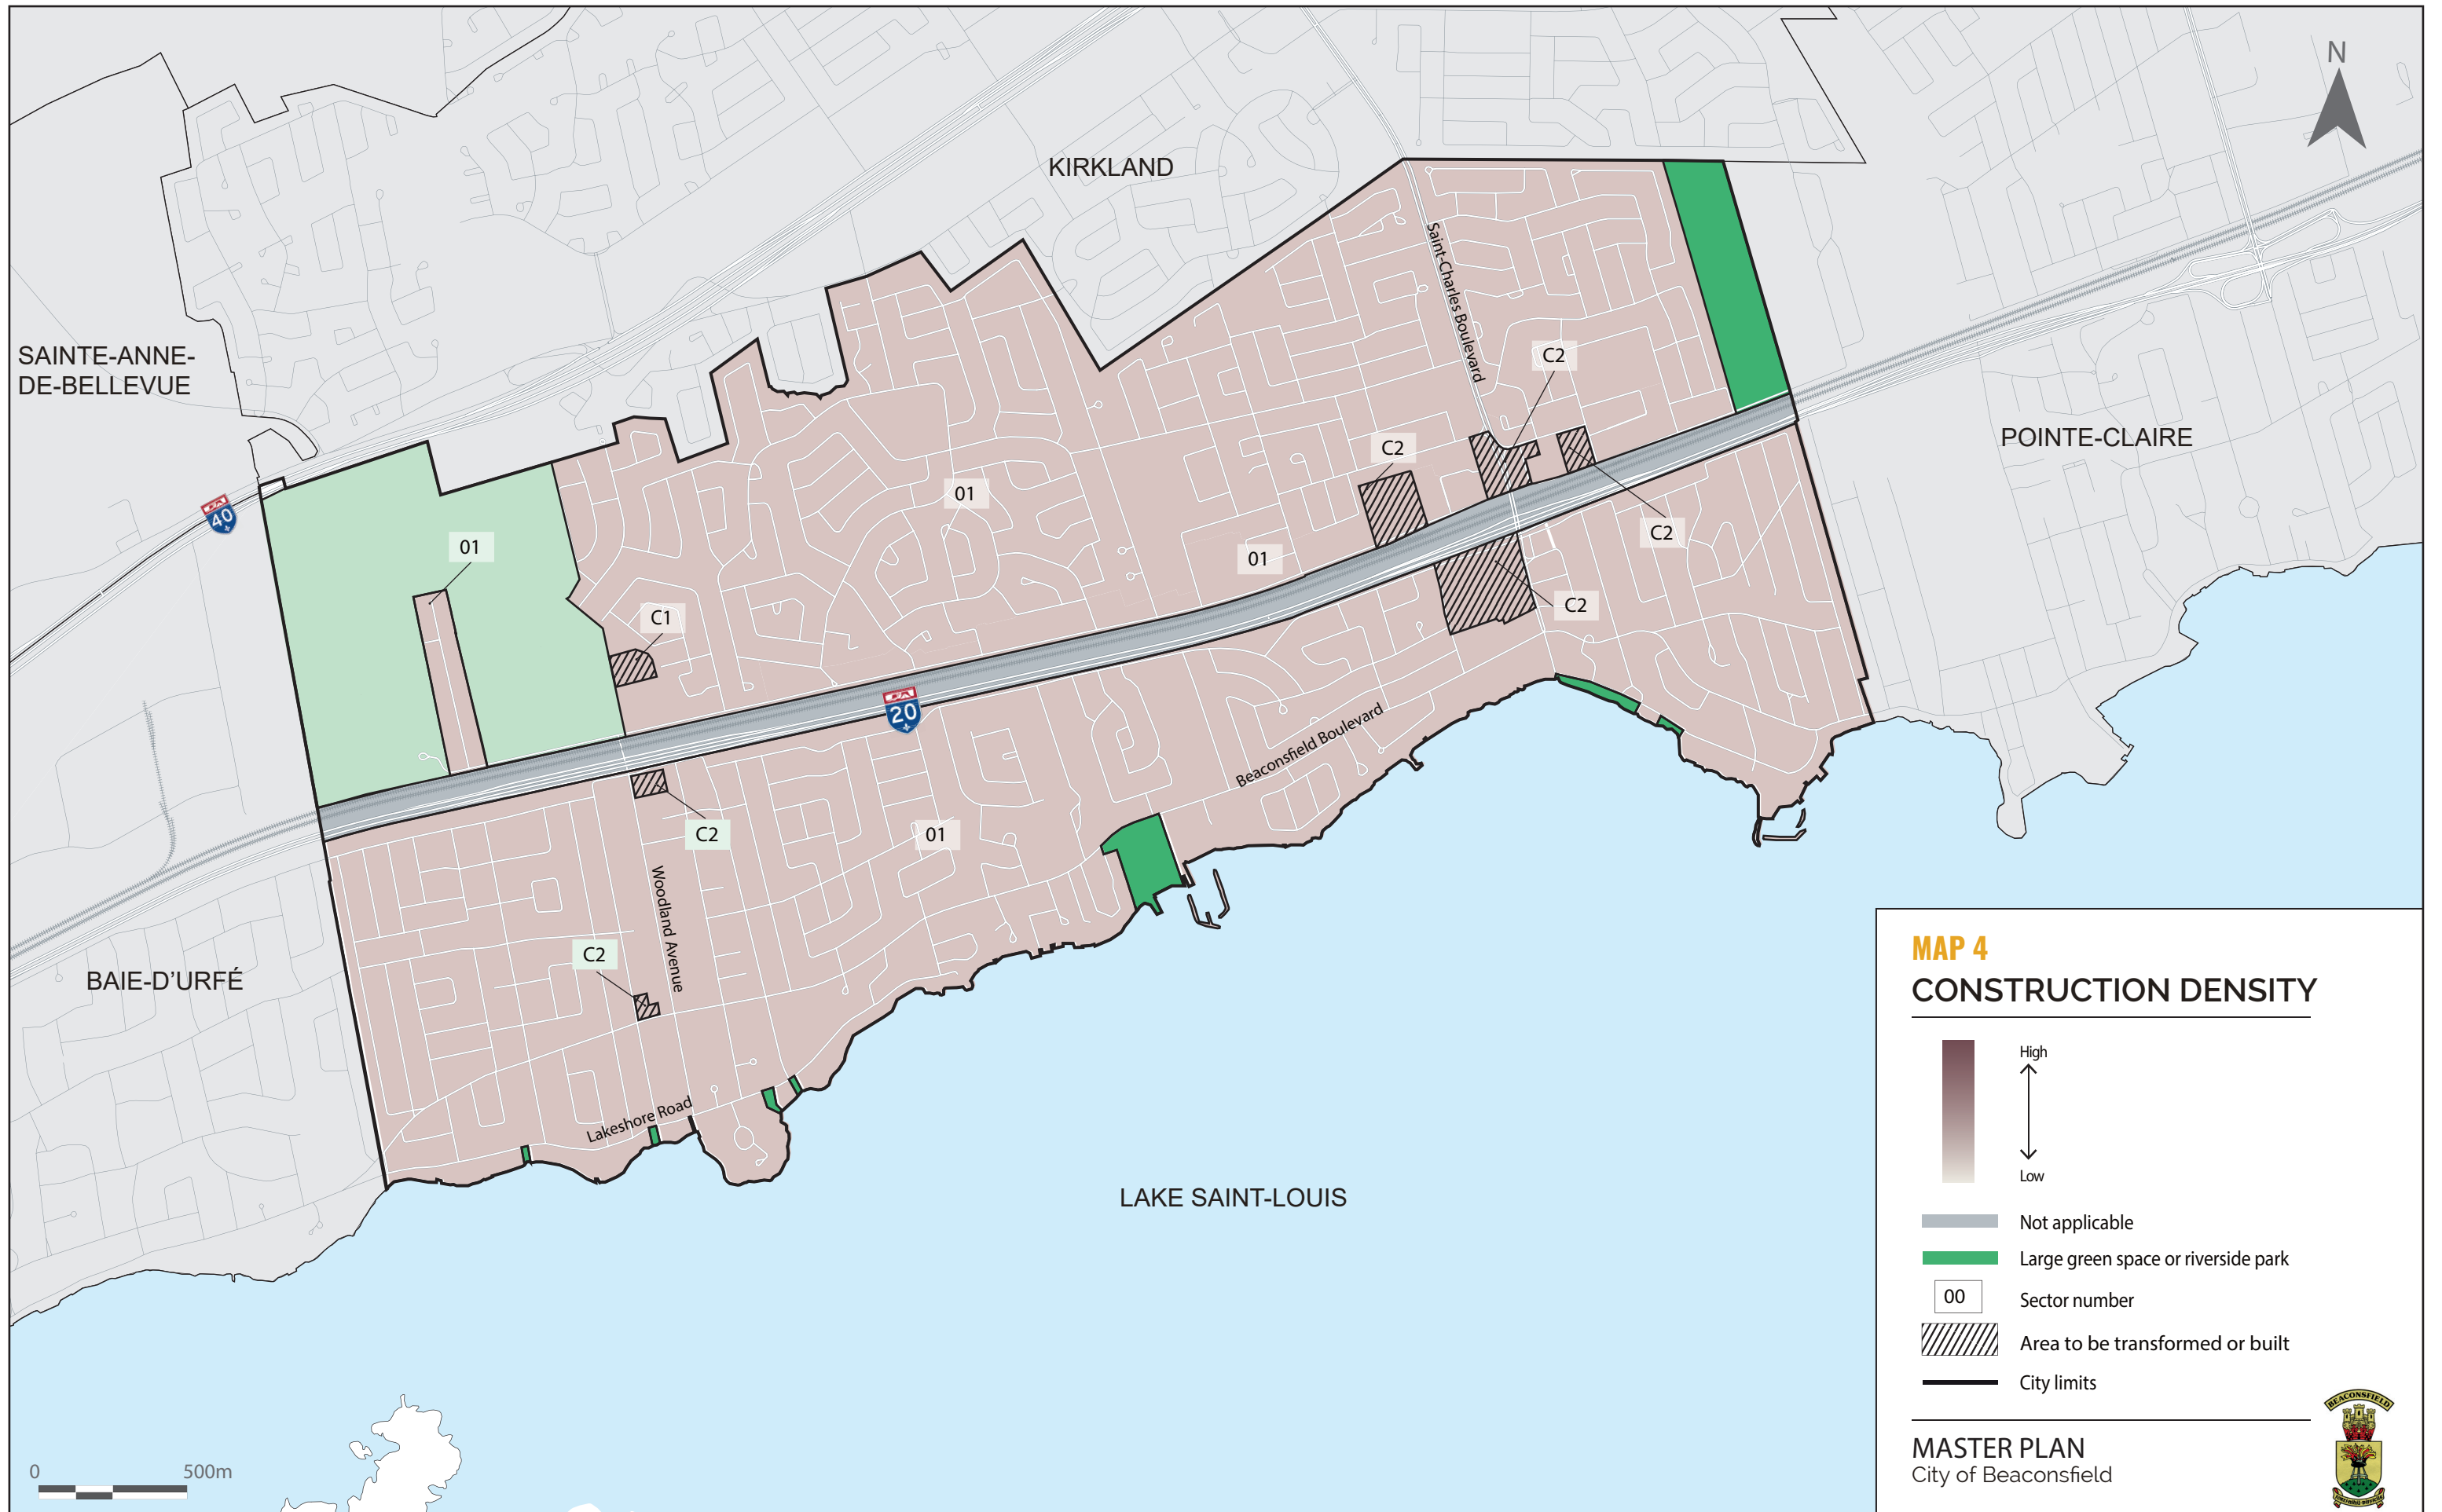 N
KIRKLAND
SAINTE-ANNE-
DE-BELLEVUE
POINTE-CLAIRE
BAIE-D'URFÉ
LAKE SAINT-LOUIS
Saint-Charles Boulevard
Beaconsfield Boulevard
Woodland Avenue
Lakeshore Road
40
20
C2
C2
C2
C2
01
01
01
C1
C2
01
C2
0 500m
MAP 4
CONSTRUCTION DENSITY
High
Low
Not applicable
Large green space or riverside park
00 Sector number
Area to be transformed or built
City limits
MASTER PLAN
City of Beaconsfield
BEACONSFIELD